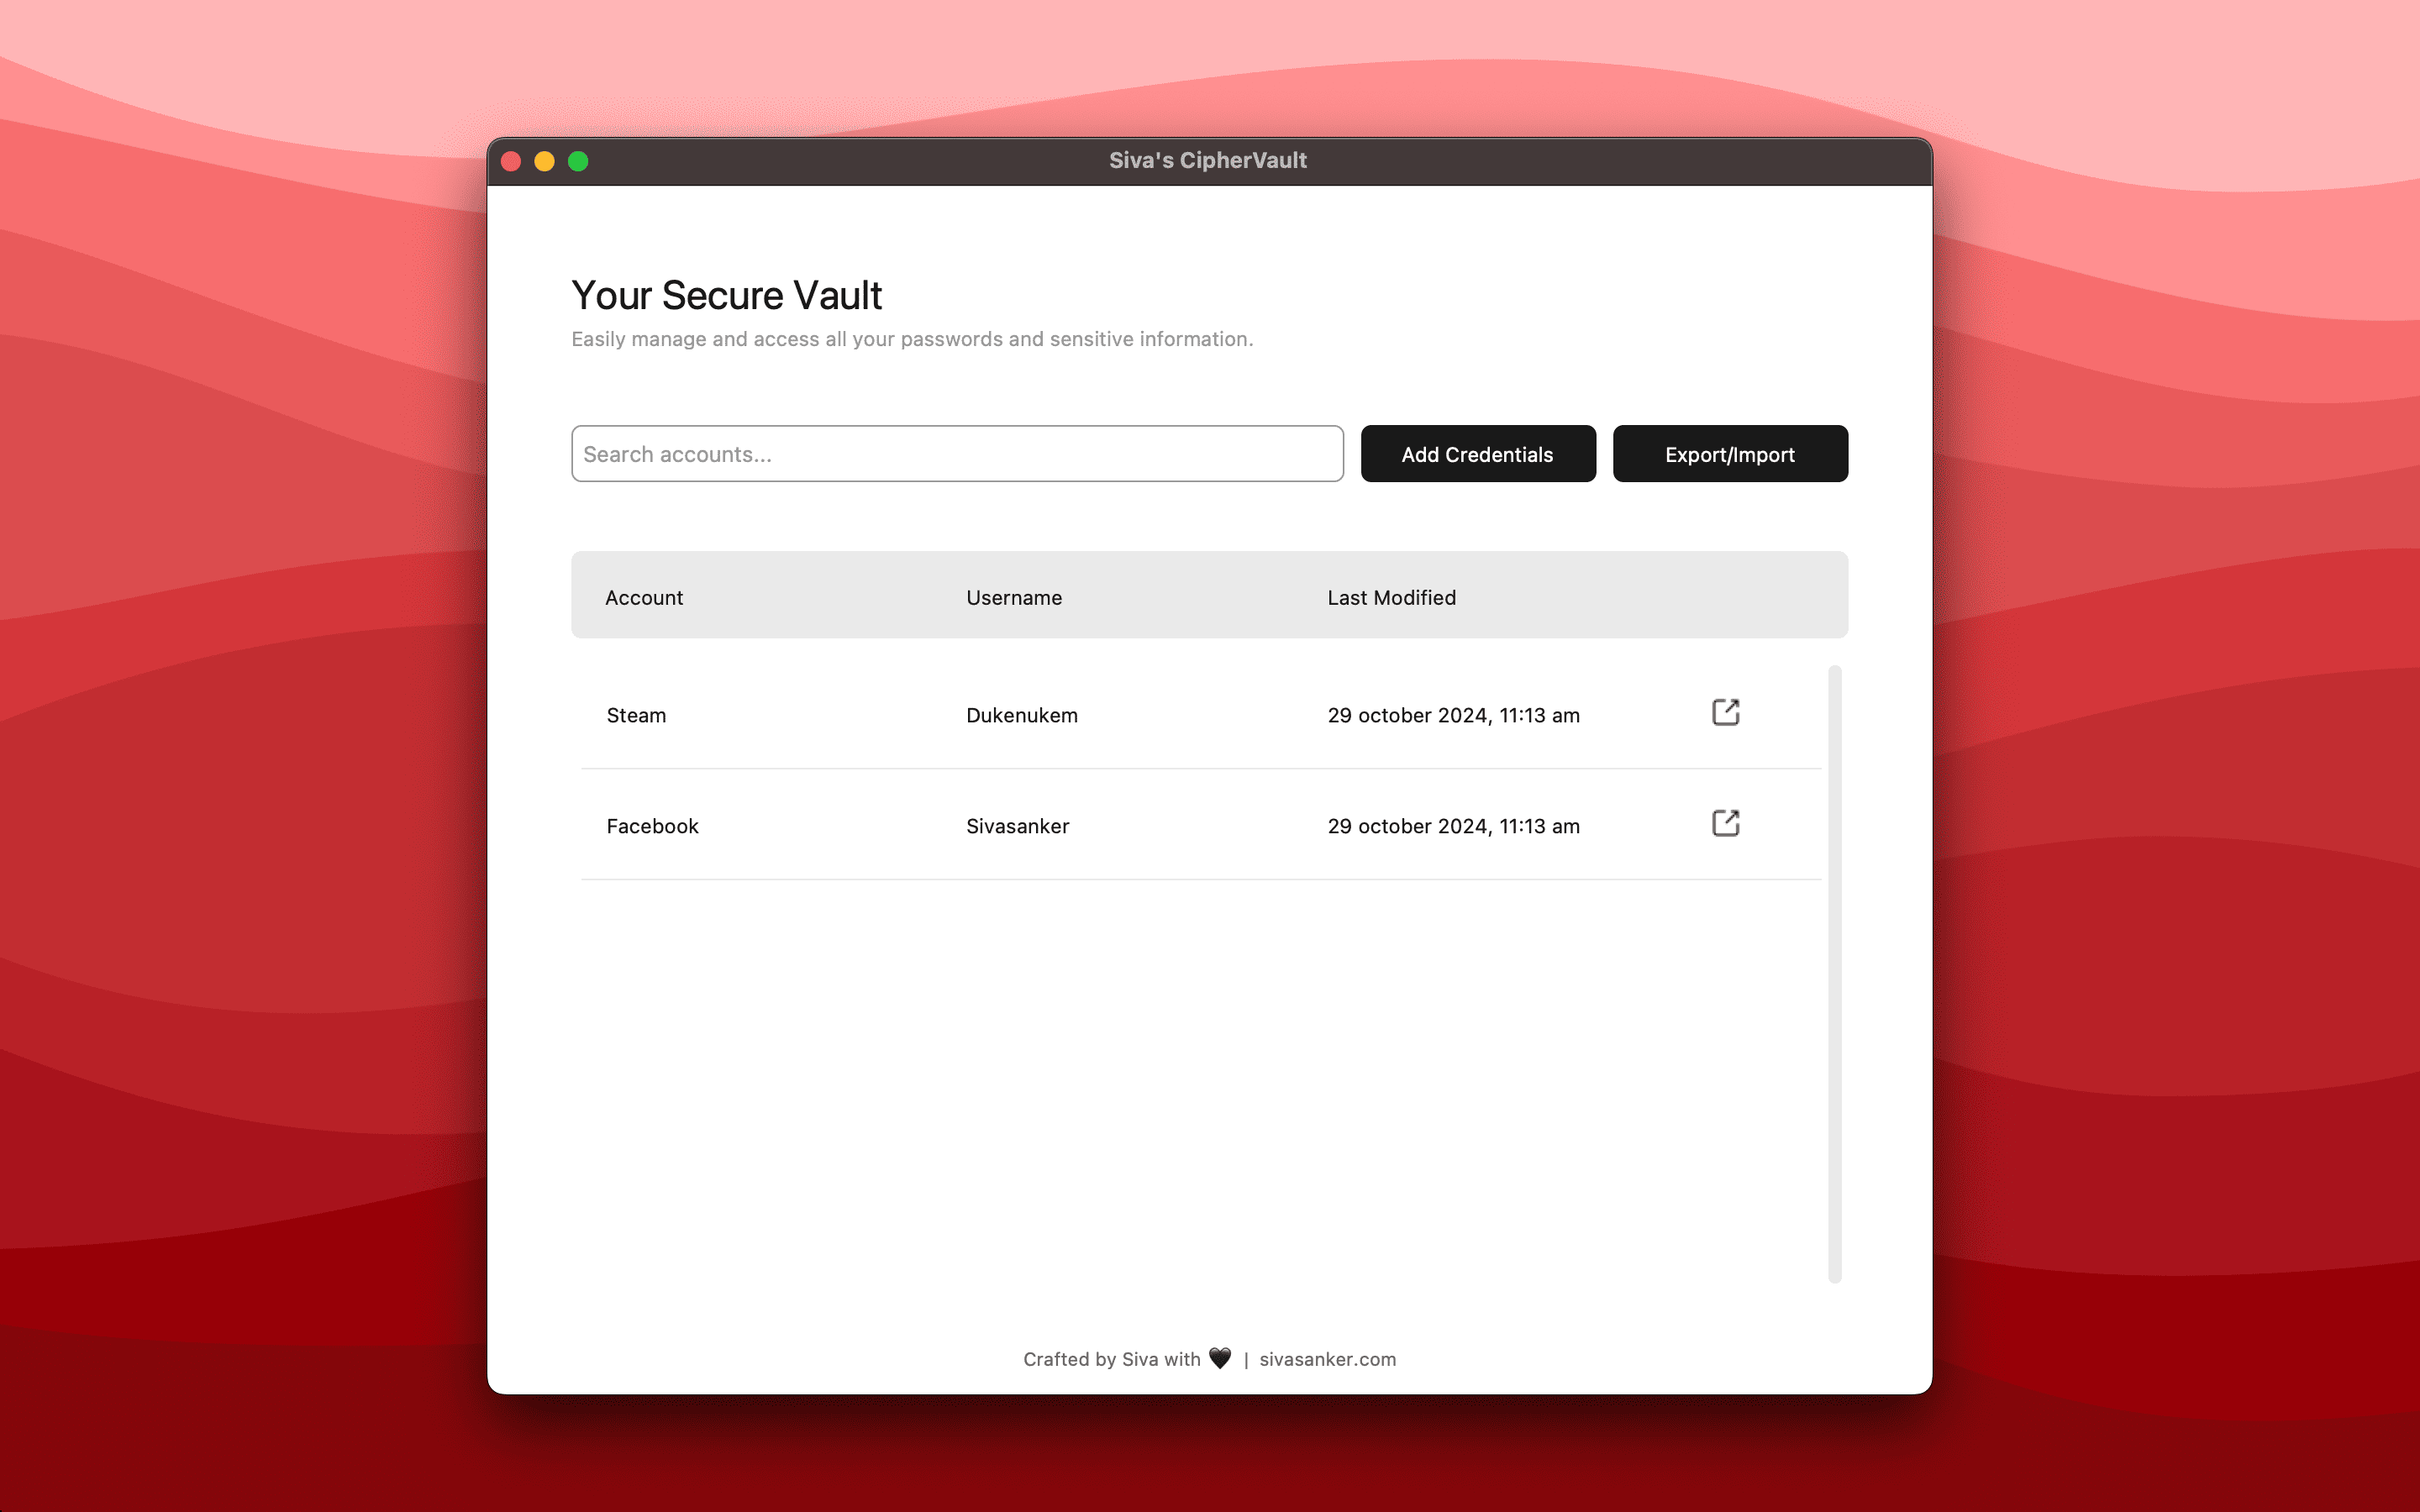 Siva's CipherVault
Your Secure Vault
Easily manage and access all your passwords and sensitive information.
Search accounts...
Add Credentials
Export/Import
Account Username Last Modified
Steam Dukenukem 29 october 2024, 11:13 am
Facebook Sivasanker 29 october 2024, 11:13 am
Crafted by Siva with 🖤 | sivasanker.com